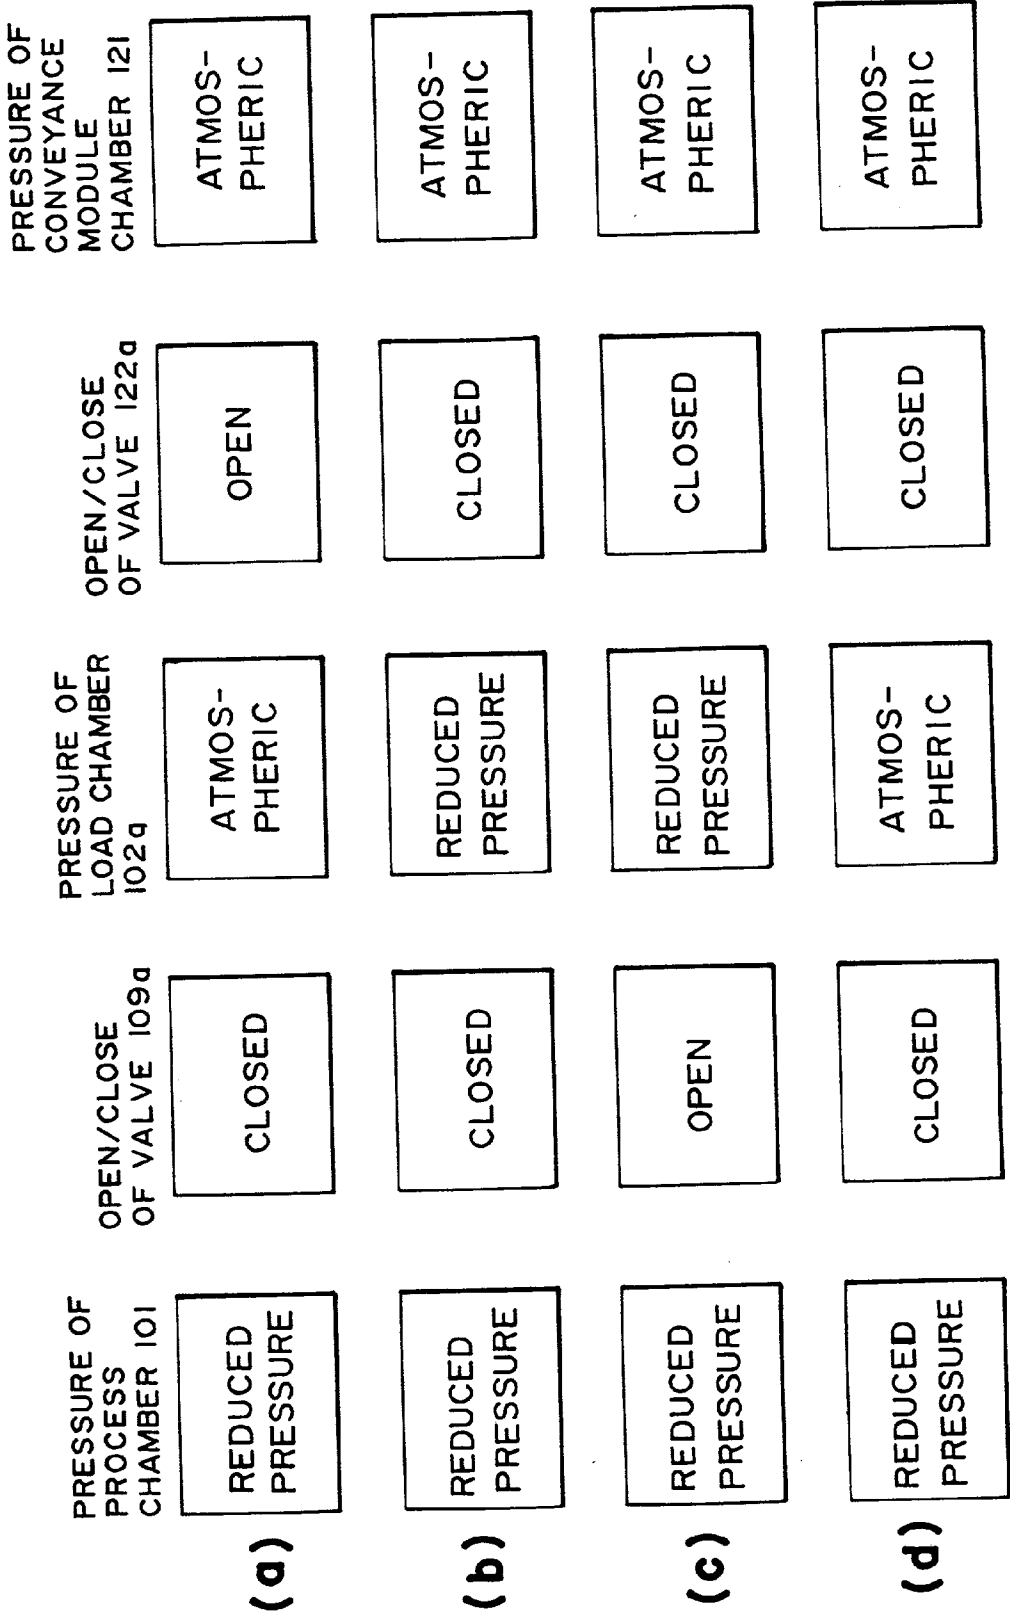 PRESSURE OF
PROCESS
CHAMBER 101
OPEN/CLOSE
OF VALVE 109a
PRESSURE OF
LOAD CHAMBER
102a
OPEN/CLOSE
OF VALVE 122a
PRESSURE OF
CONVEYANCE
MODULE
CHAMBER 121
(a)
REDUCED
PRESSURE
CLOSED
ATMOS-
PHERIC
OPEN
ATMOS-
PHERIC
(b)
REDUCED
PRESSURE
CLOSED
REDUCED
PRESSURE
CLOSED
ATMOS-
PHERIC
(c)
REDUCED
PRESSURE
OPEN
REDUCED
PRESSURE
CLOSED
ATMOS-
PHERIC
(d)
REDUCED
PRESSURE
CLOSED
ATMOS-
PHERIC
CLOSED
ATMOS-
PHERIC